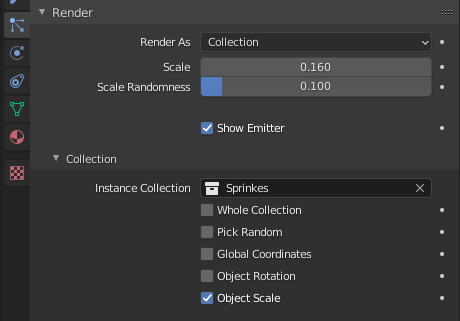 Render
Render As Collection
Scale 0.160
Scale Randomness 0.100
Show Emitter
Collection
Instance Collection Sprinkes
Whole Collection
Pick Random
Global Coordinates
Object Rotation
Object Scale